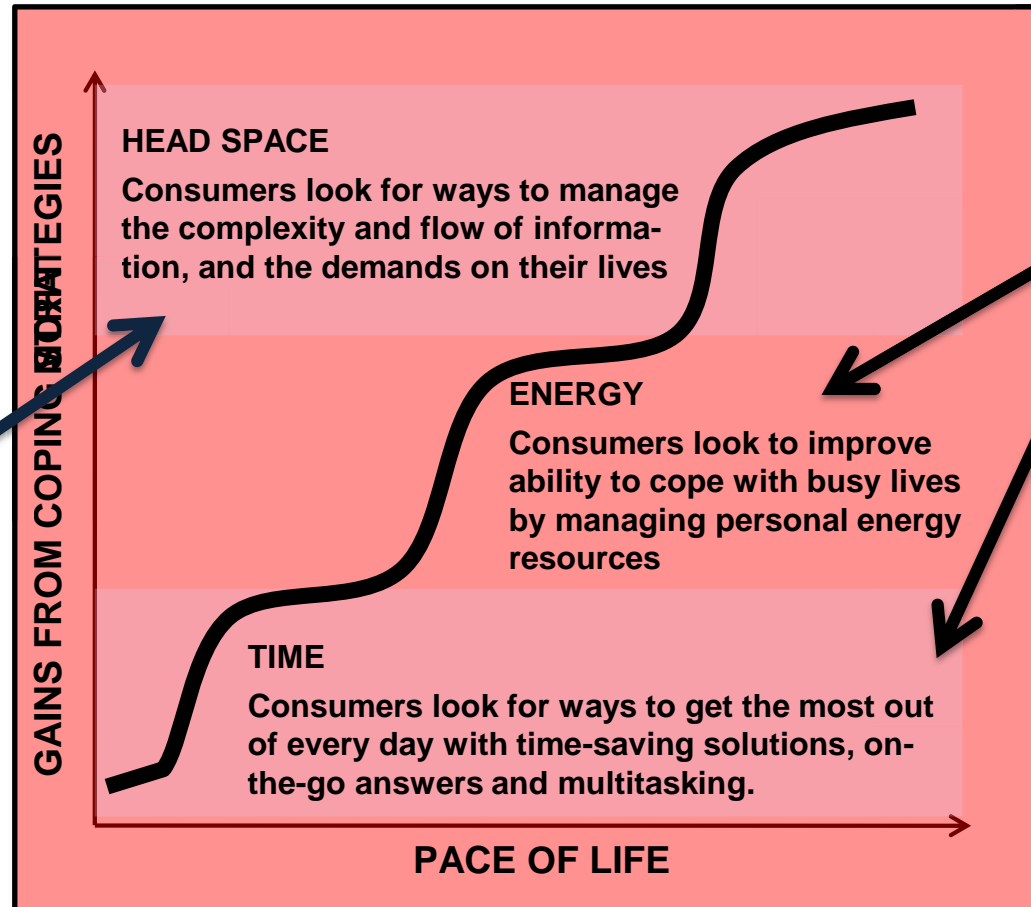 HEAD SPACE
Consumers look for ways to manage
the complexity and flow of informa-
tion, and the demands on their lives
ENERGY
Consumers look to improve
ability to cope with busy lives
by managing personal energy
resources
TIME
Consumers look for ways to get the most out
of every day with time-saving solutions, on-
the-go answers and multitasking.
GAINS FROM COPING
PACE OF LIFE